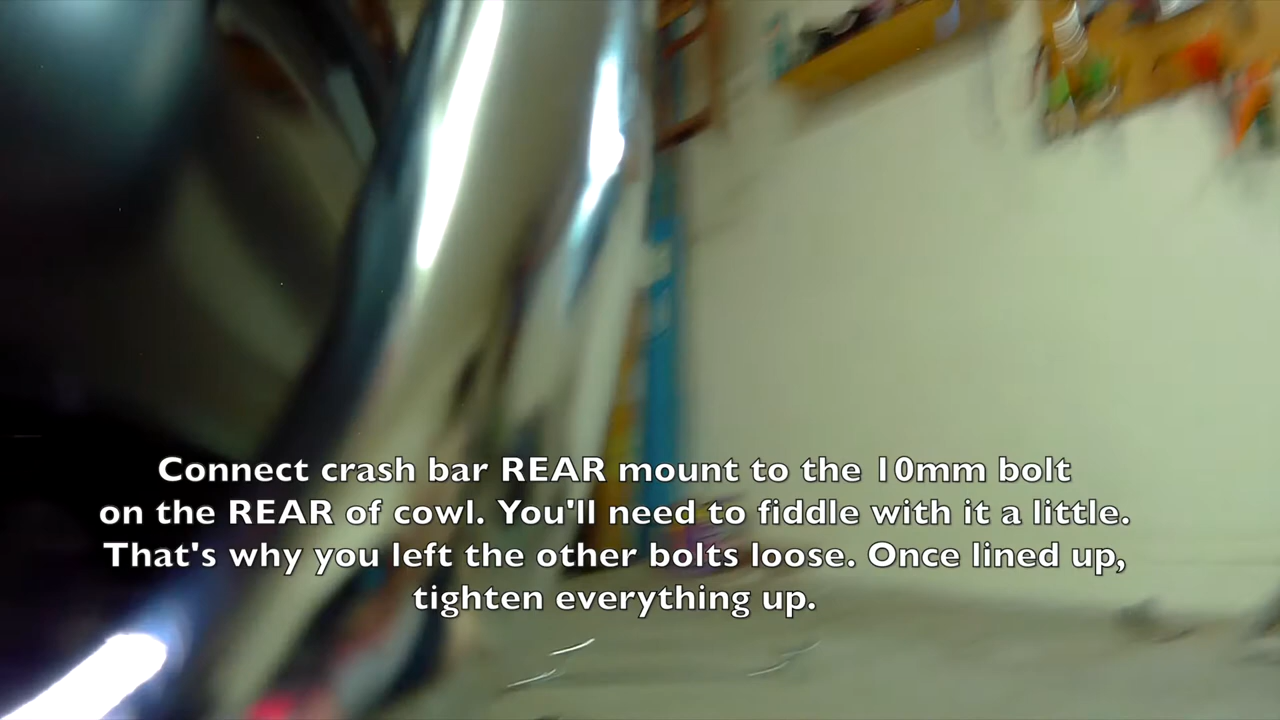 Connect crash bar REAR mount to the 10mm bolt
on the REAR of cowl. You'll need to fiddle with it a little.
That's why you left the other bolts loose. Once lined up,
tighten everything up.